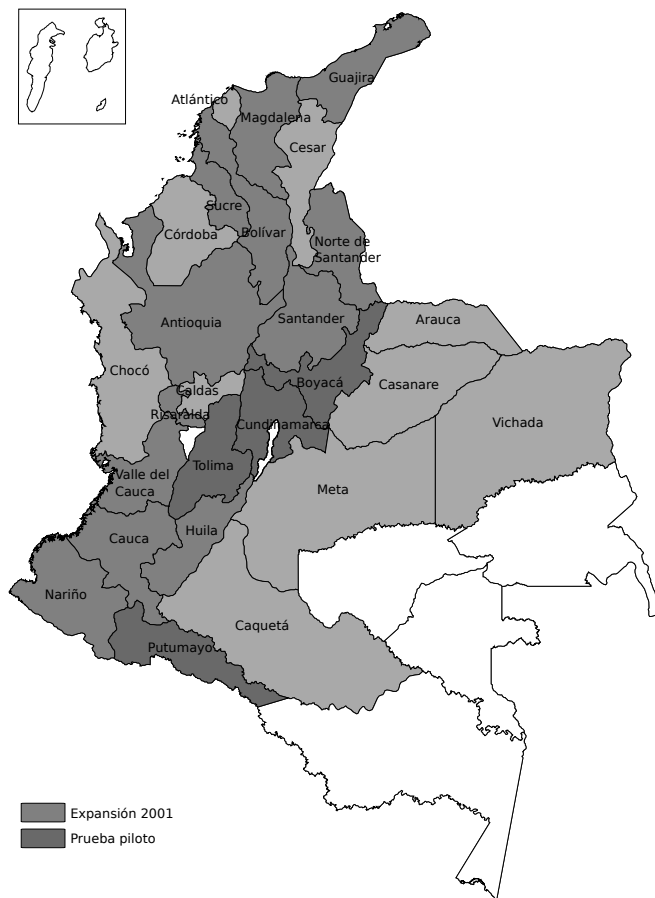 Guajira
Atlántico
Magdalena
Cesar
Sucre
Córdoba
Bolívar
Norte de
Santander
Antioquia
Santander
Arauca
Chocó
Caldas
Boyacá
Casanare
Risaralda
Cundinamarca
Vichada
Tolima
Valle del
Cauca
Meta
Huila
Cauca
Nariño
Caquetá
Putumayo
Expansión 2001
Prueba piloto